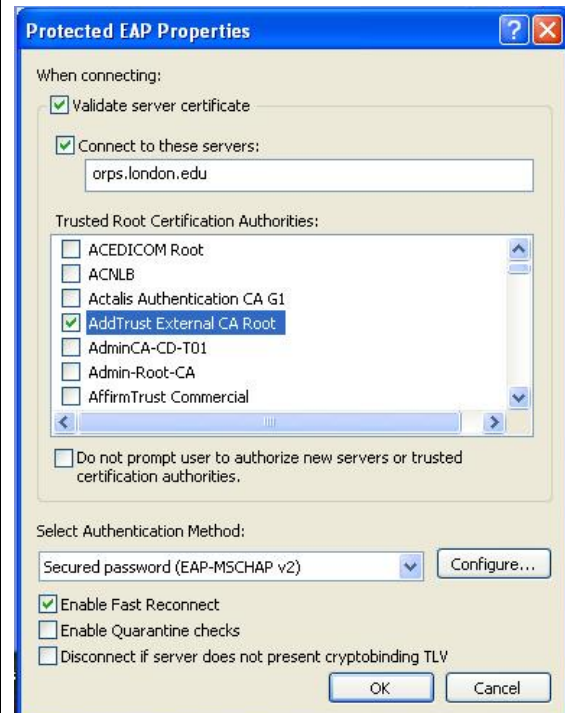 Protected EAP Properties
When connecting:
Validate server certificate
Connect to these servers:
orps.london.edu
Trusted Root Certification Authorities:
ACEDICOM Root
ACNLB
Actalis Authentication CA G1
AddTrust External CA Root
AdminCA-CD-T01
Admin-Root-CA
AffirmTrust Commercial
Do not prompt user to authorize new servers or trusted
certification authorities.
Select Authentication Method:
Secured password (EAP-MSCHAP v2)
Configure...
Enable Fast Reconnect
Enable Quarantine checks
Disconnect if server does not present cryptobinding TLV
OK
Cancel